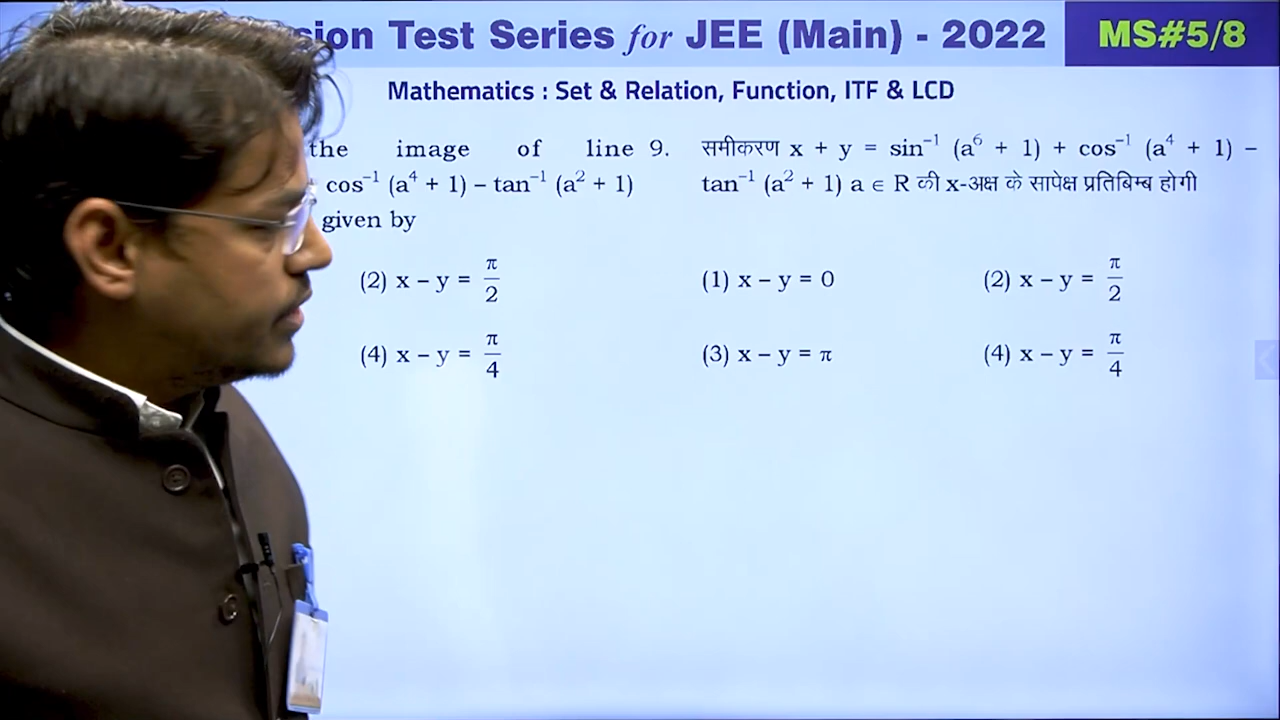 sion Test Series for JEE (Main) - 2022
MS#5/8
Mathematics : Set & Relation, Function, ITF & LCD
the image of line
cos⁻¹ (a⁴ + 1) – tan⁻¹ (a² + 1)
given by
(2) x – y = π/2
(4) x – y = π/4
9. समीकरण x + y = sin⁻¹ (a⁶ + 1) + cos⁻¹ (a⁴ + 1) –
tan⁻¹ (a² + 1) a ∈ R की x-अक्ष के सापेक्ष प्रतिबिम्ब होगी
(1) x – y = 0 (2) x – y = π/2
(3) x – y = π (4) x – y = π/4